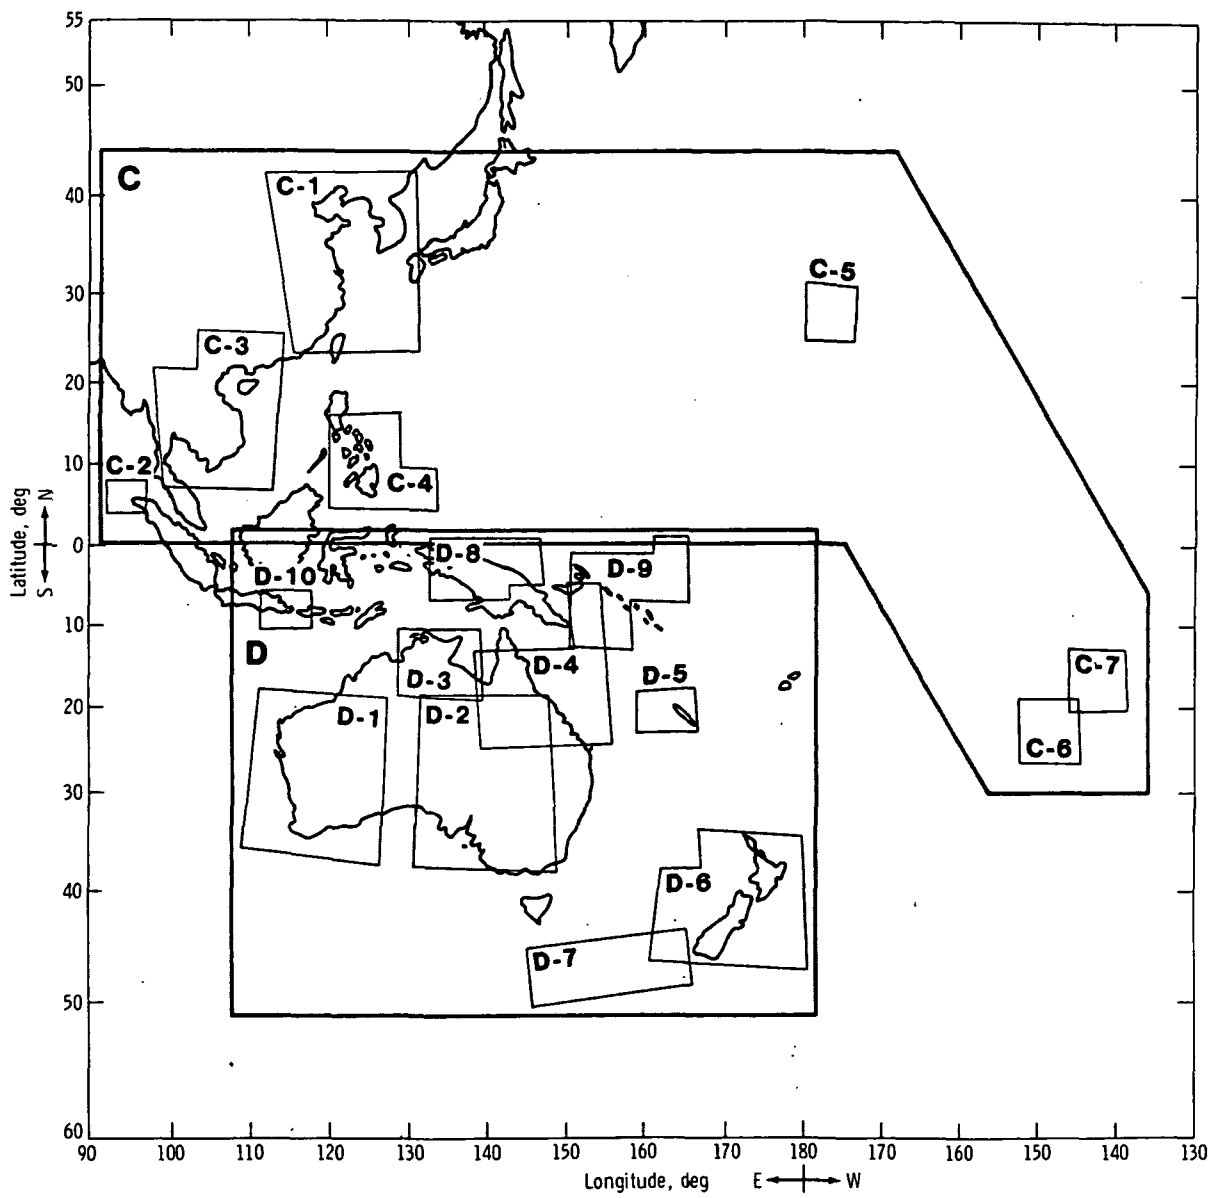 55
50
40
30
20
10
0
10
20
30
40
50
60
Latitude, deg
S N
C
C-1
C-5
C-3
C-2
C-4
D-8
D-9
D-10
D
D-4
D-3
D-5
C-7
D-1
D-2
C-6
D-6
D-7
90 100 110 120 130 140 150 160 170 180 170 160 150 140 130
Longitude, deg E W